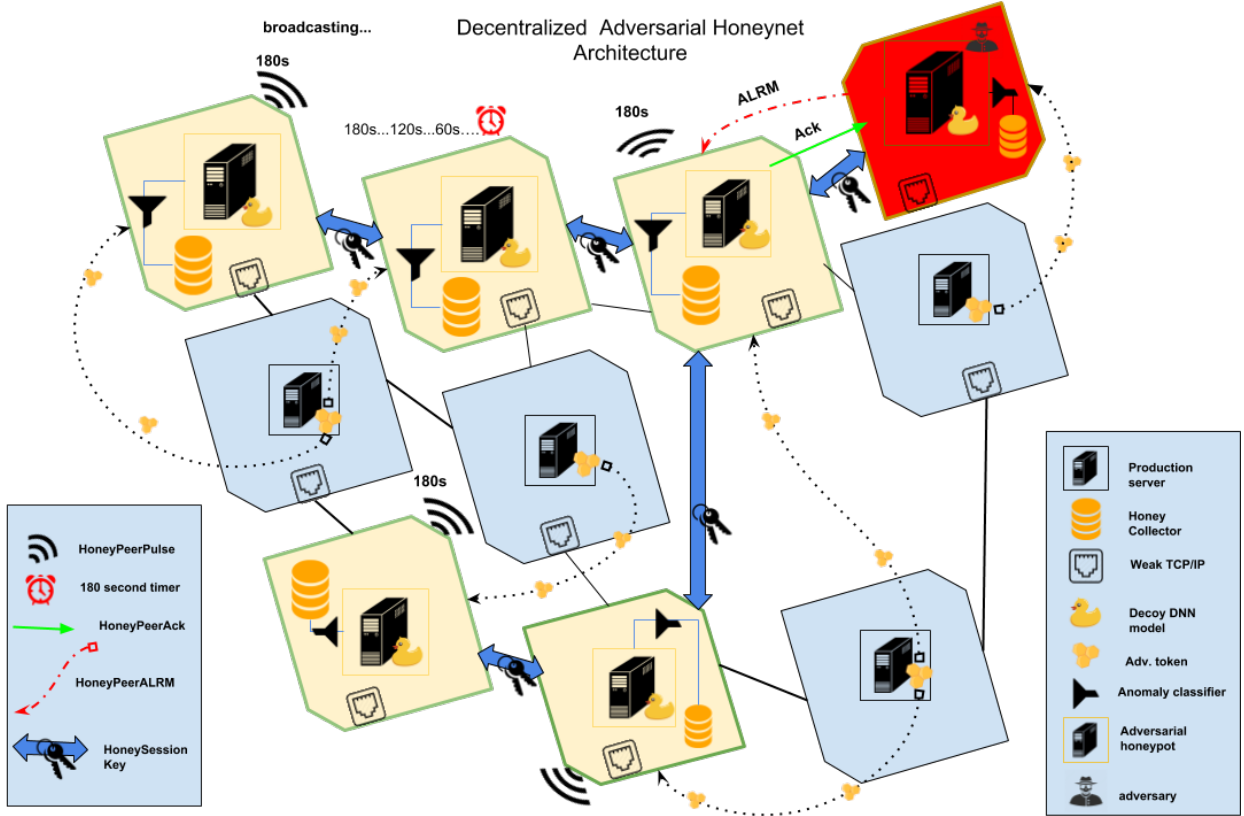 broadcasting...
Decentralized Adversarial Honeynet
Architecture
180s
180s...120s...60s....
180s
ALRM
Ack
180s
HoneyPeerPulse
180 second timer
HoneyPeerAck
HoneyPeerALRM
HoneySession
Key
Production
server
Honey
Collector
Weak TCP/IP
Decoy DNN
model
Adv. token
Anomaly classifier
Adversarial
honeypot
adversary